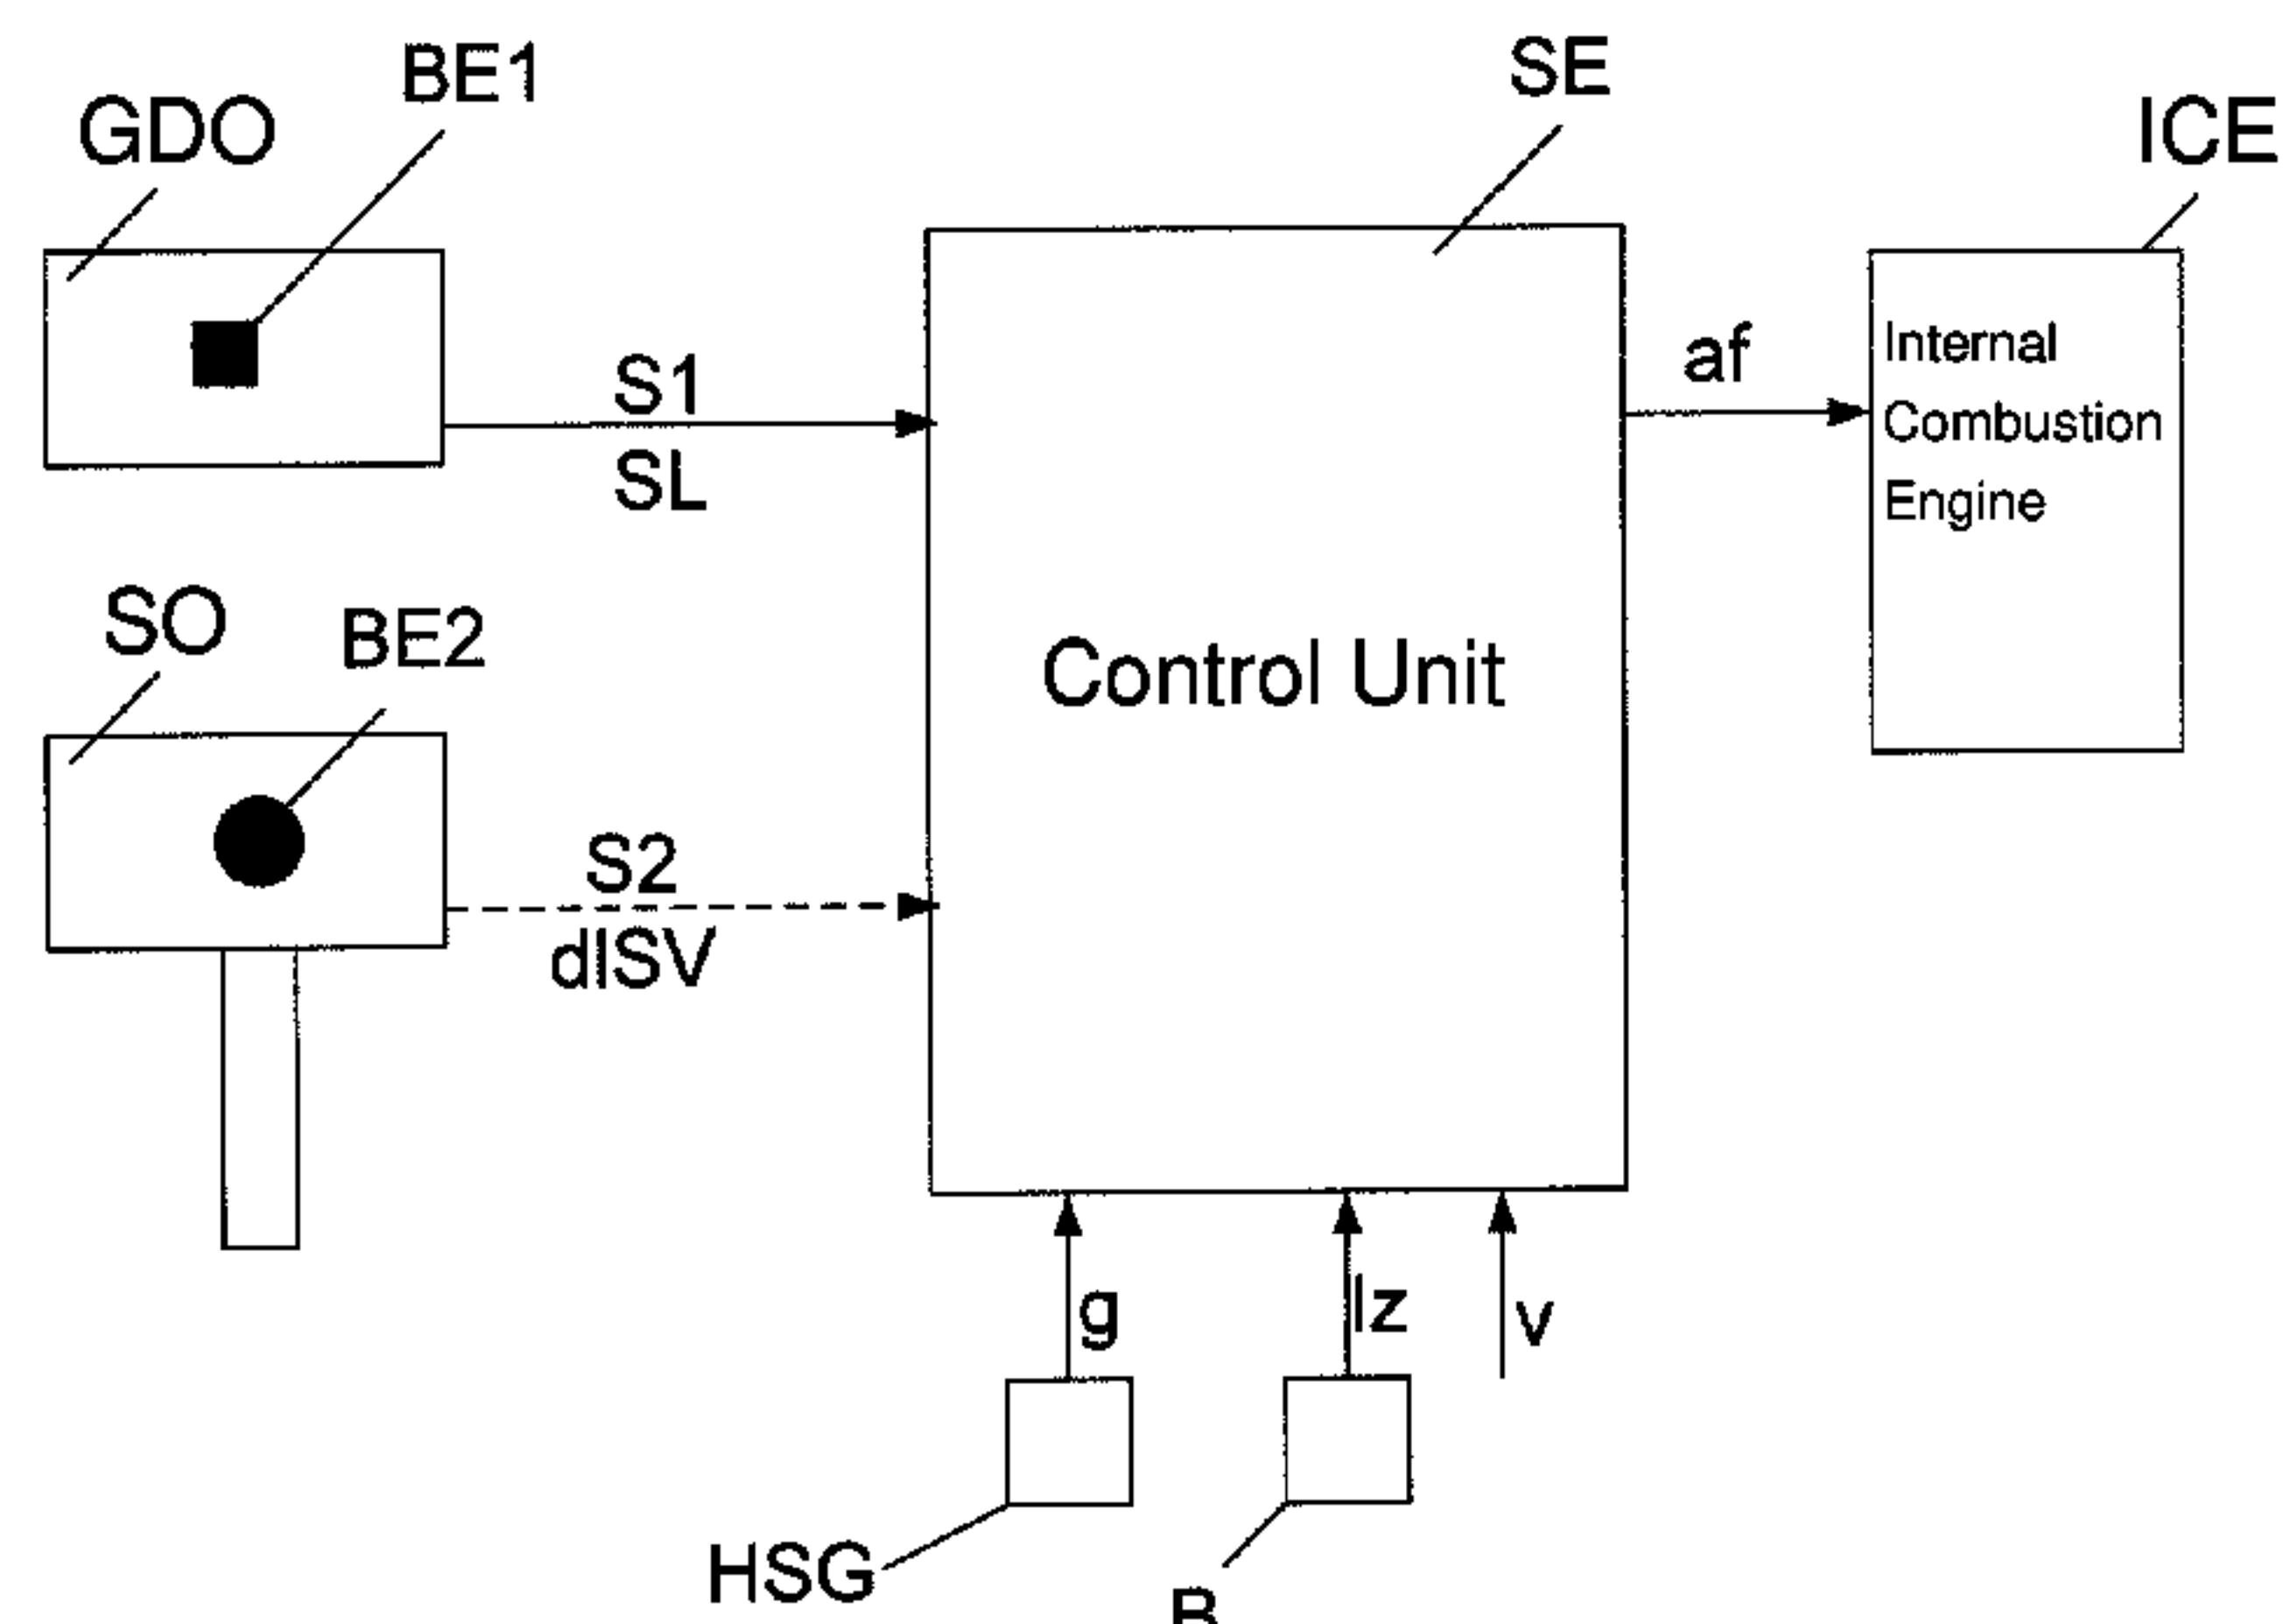 BE1
SE
GDO
ICE
S1
SL
af
Internal
Combustion
Engine
SO
BE2
Control Unit
S2
dISV
g
lz
v
HSG
B